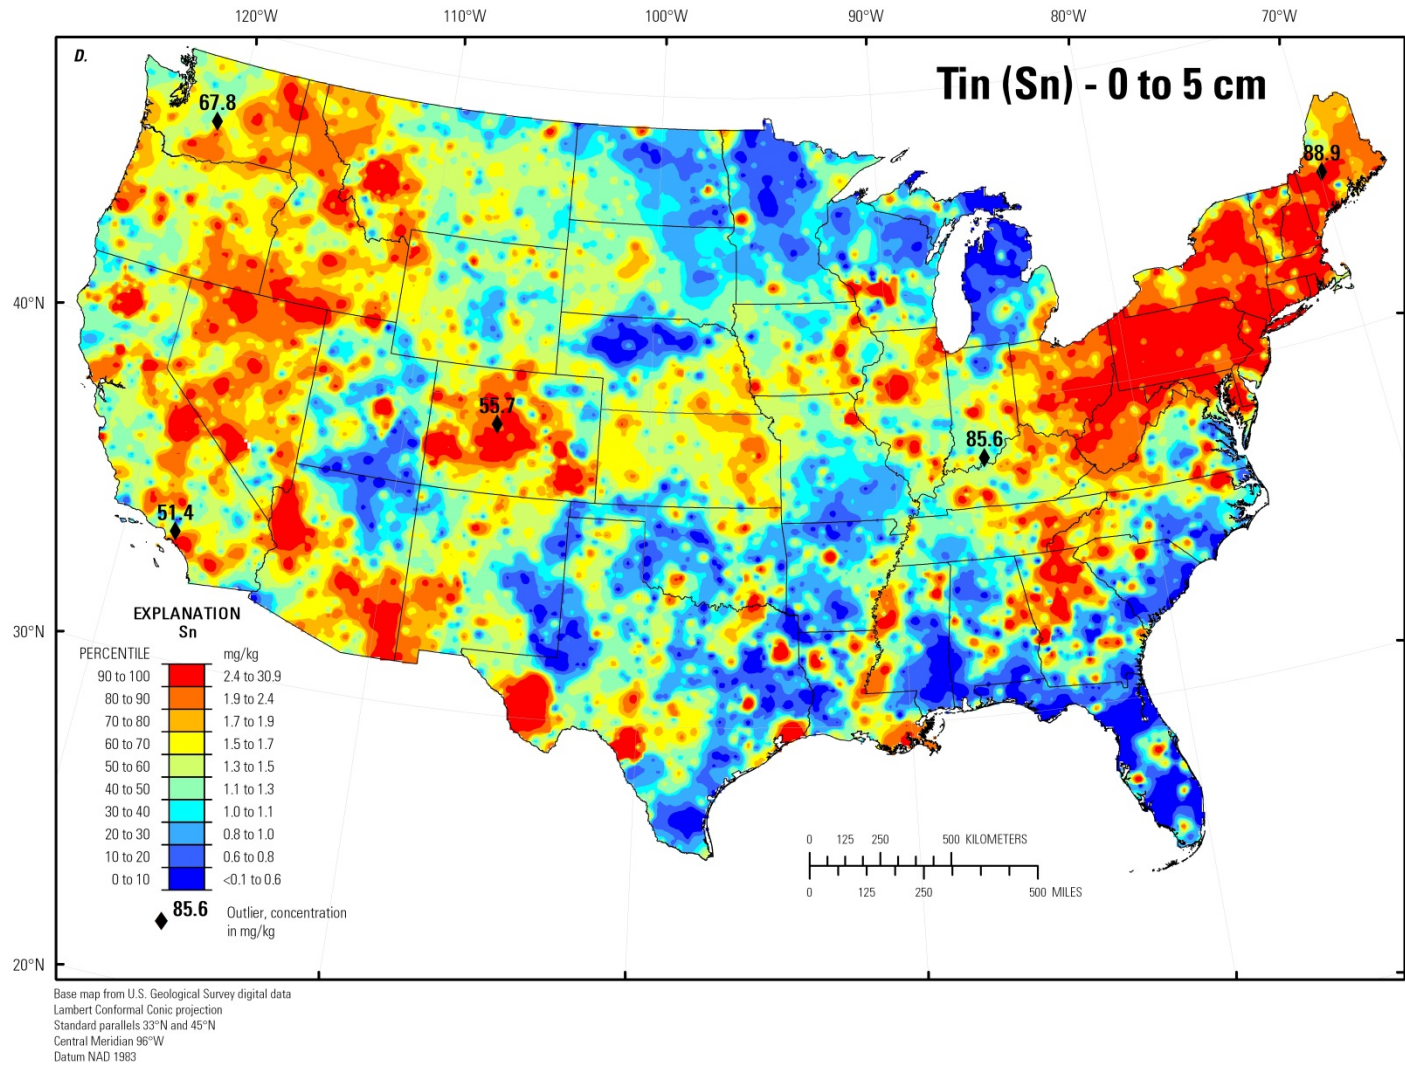 120°W 110°W 100°W 90°W 80°W 70°W
D.
Tin (Sn) - 0 to 5 cm
67.8
88.9
40°N
55.7
85.6
51.4
30°N
EXPLANATION
Sn
PERCENTILE mg/kg
90 to 100 2.4 to 30.9
80 to 90 1.9 to 2.4
70 to 80 1.7 to 1.9
60 to 70 1.5 to 1.7
50 to 60 1.3 to 1.5
40 to 50 1.1 to 1.3
30 to 40 1.0 to 1.1
20 to 30 0.8 to 1.0
10 to 20 0.6 to 0.8
0 to 10 <0.1 to 0.6
85.6 Outlier, concentration
in mg/kg
0 125 250 500 KILOMETERS
0 125 250 500 MILES
20°N
Base map from U.S. Geological Survey digital data
Lambert Conformal Conic projection
Standard parallels 33°N and 45°N
Central Meridian 96°W
Datum NAD 1983